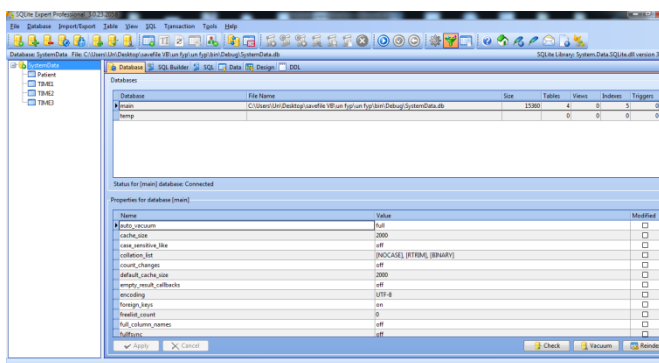 SQLite Expert Professional
File Database Import/Export Table View SQL Transaction Tools Help
Database: SystemData File: C:\Users\Un\Desktop\savefile VB\un fyp\un fyp\bin\Debug\SystemData.db SQLite Library: System.Data.SQLite.dll version 3
SystemData
Patient
TIME1
TIME2
TIME3
Database SQL Builder SQL Data Design DDL
Databases
Database File Name Size Tables Views Indexes Triggers
main C:\Users\Un\Desktop\savefile VB\un fyp\un fyp\bin\Debug\SystemData.db 15360 4 0 5 0
temp 0 0 0 0
Status for [main] database: Connected
Properties for database [main]
Name Value Modified
auto_vacuum full
cache_size 2000
case_sensitive_like off
collation_list [NOCASE], [RTRIM], [BINARY]
count_changes off
default_cache_size 2000
empty_result_callbacks off
encoding UTF-8
foreign_keys on
freelist_count 0
full_column_names off
fullfsync off
Apply Cancel Check Vacuum Reinde